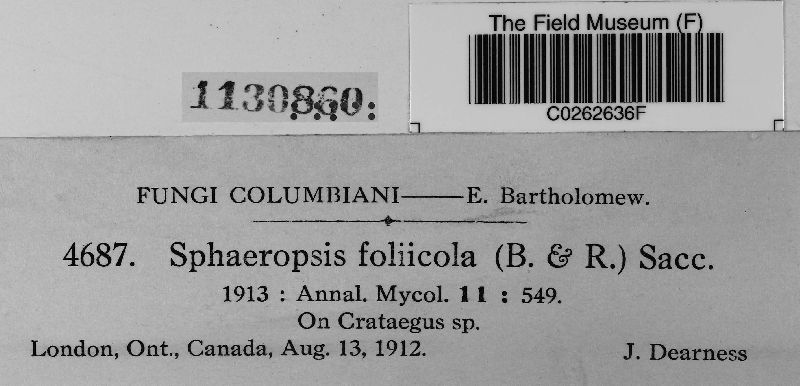 The Field Museum (F)
C0262636F
1130860.
FUNGI COLUMBIANI——E. Bartholomew.
4687. Sphaeropsis foliicola (B. & R.) Sacc.
1913 : Annal. Mycol. 11 : 549.
On Crataegus sp.
London, Ont., Canada, Aug. 13, 1912. J. Dearness